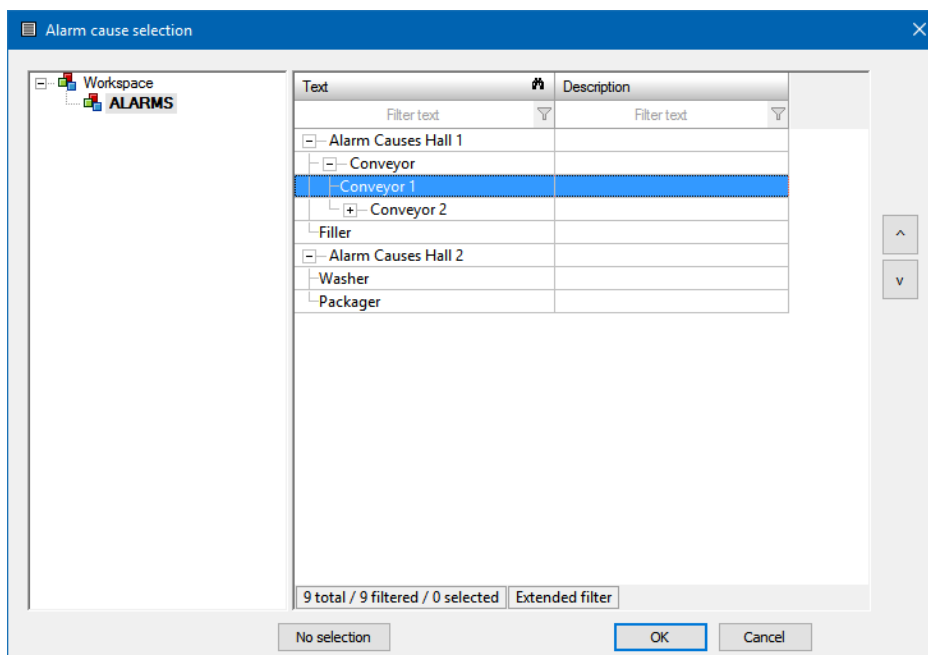 Alarm cause selection
Workspace
ALARMS
Text Description
Filter text Filter text
Alarm Causes Hall 1
Conveyor
Conveyor 1
Conveyor 2
Filler
Alarm Causes Hall 2
Washer
Packager
^
v
9 total / 9 filtered / 0 selected Extended filter
No selection OK Cancel